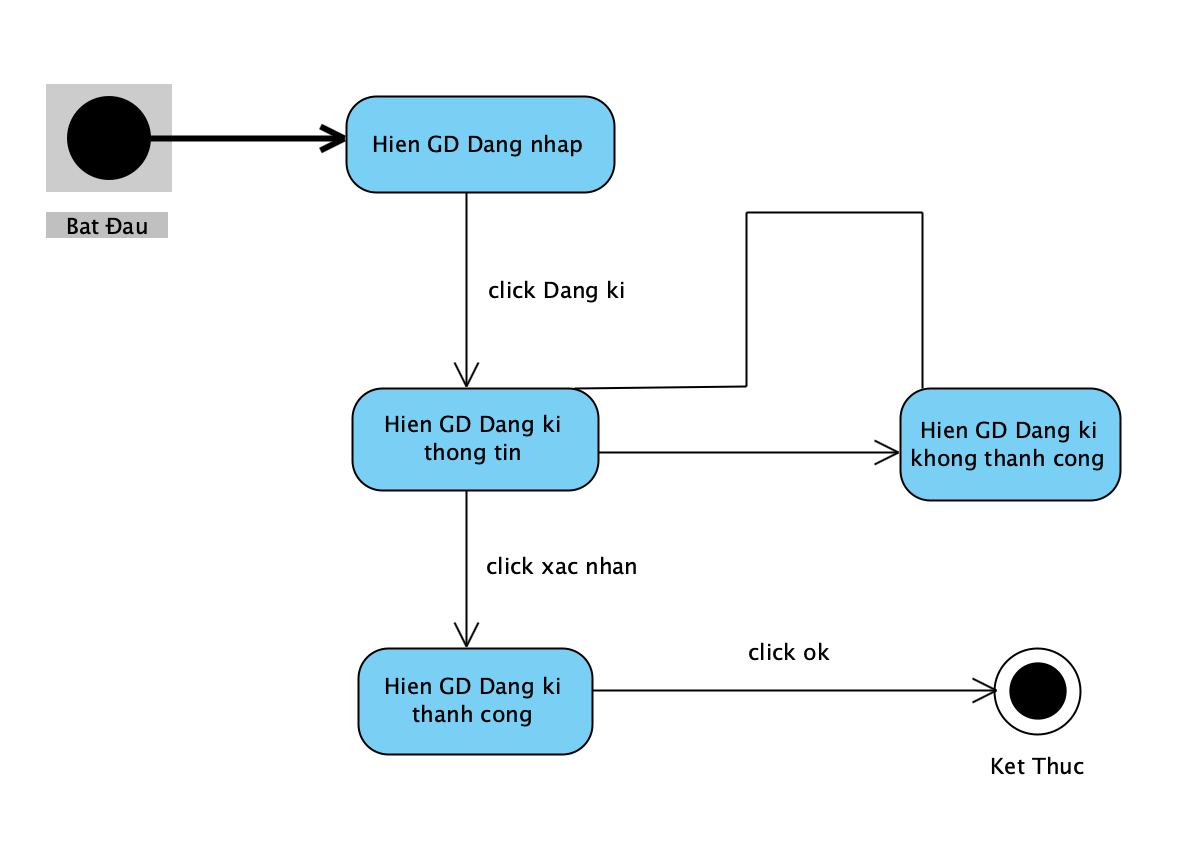 Hien GD Dang nhap
Bat Đau
click Dang ki
Hien GD Dang ki
thong tin
Hien GD Dang ki
khong thanh cong
click xac nhan
click ok
Hien GD Dang ki
thanh cong
Ket Thuc